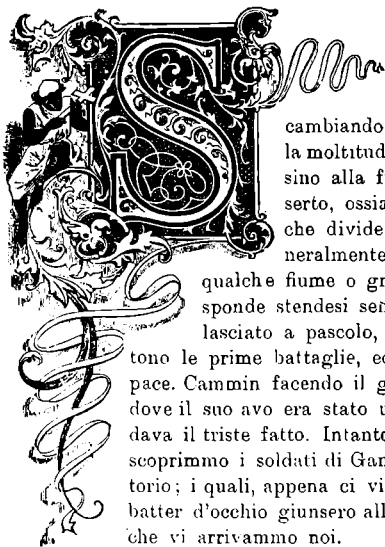 S
cambiando
la moltitud
sino alla f
serto, ossia
che divide
neralmente
qualche fiume o gr
sponde stendesi sen
lasciato a pascolo,
tono le prime battaglie, ec
pace. Cammin facendo il g
dove il suo avo era stato u
dava il triste fatto. Intanto
scoprimmo i soldati di Gan
torio; i quali, appena ci vi
batter d'occhio giunsero all
che vi arrivammo noi.